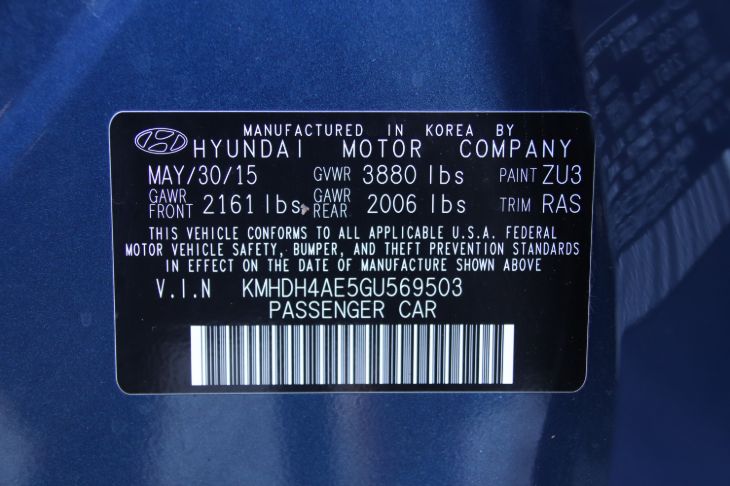 MANUFACTURED IN KOREA BY
HYUNDAI MOTOR COMPANY
MAY/30/15 GVWR 3880 lbs PAINT ZU3
GAWR FRONT 2161 lbs GAWR REAR 2006 lbs TRIM RAS
THIS VEHICLE CONFORMS TO ALL APPLICABLE U.S.A. FEDERAL
MOTOR VEHICLE SAFETY, BUMPER, AND THEFT PREVENTION STANDARDS
IN EFFECT ON THE DATE OF MANUFACTURE SHOWN ABOVE
V.I.N KMHDH4AE5GU569503
PASSENGER CAR